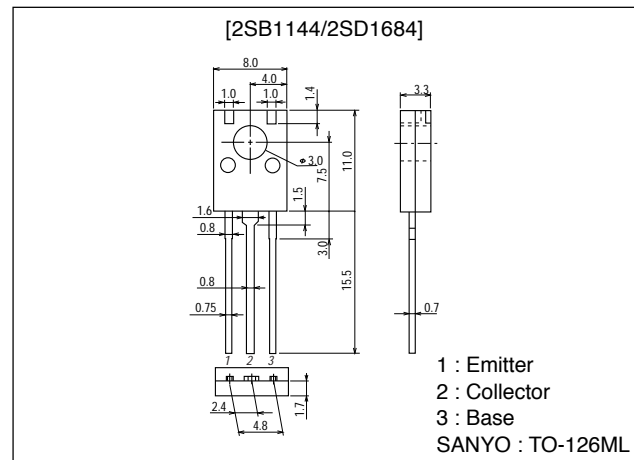 [2SB1144/2SD1684]
8.0
4.0
3.3
1.0
1.0
1.4
ø 3.0
7.5
11.0
1.6
1.5
0.8
3.0
0.8
15.5
0.75
0.7
1 2 3
2.4
1.7
4.8
1 : Emitter
2 : Collector
3 : Base
SANYO : TO-126ML